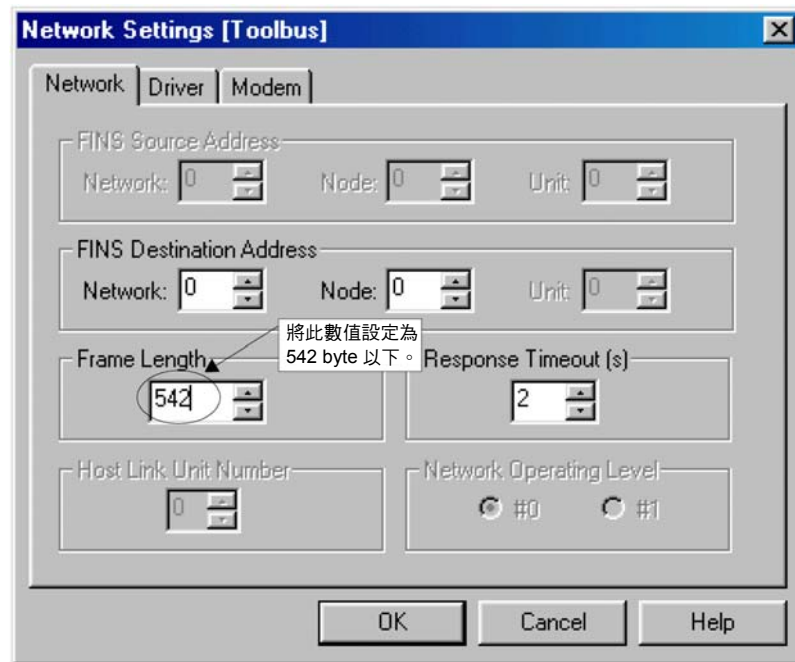 Network Settings [Toolbus]
Network Driver Modem
FINS Source Address
Network: 0 Node: 0 Unit: 0
FINS Destination Address
Network: 0 Node: 0 Unit: 0
將此數值設定為
542 byte 以下。
Frame Length Response Timeout (s)
542 2
Host Link Unit Number Network Operating Level
0 #0 #1
OK Cancel Help